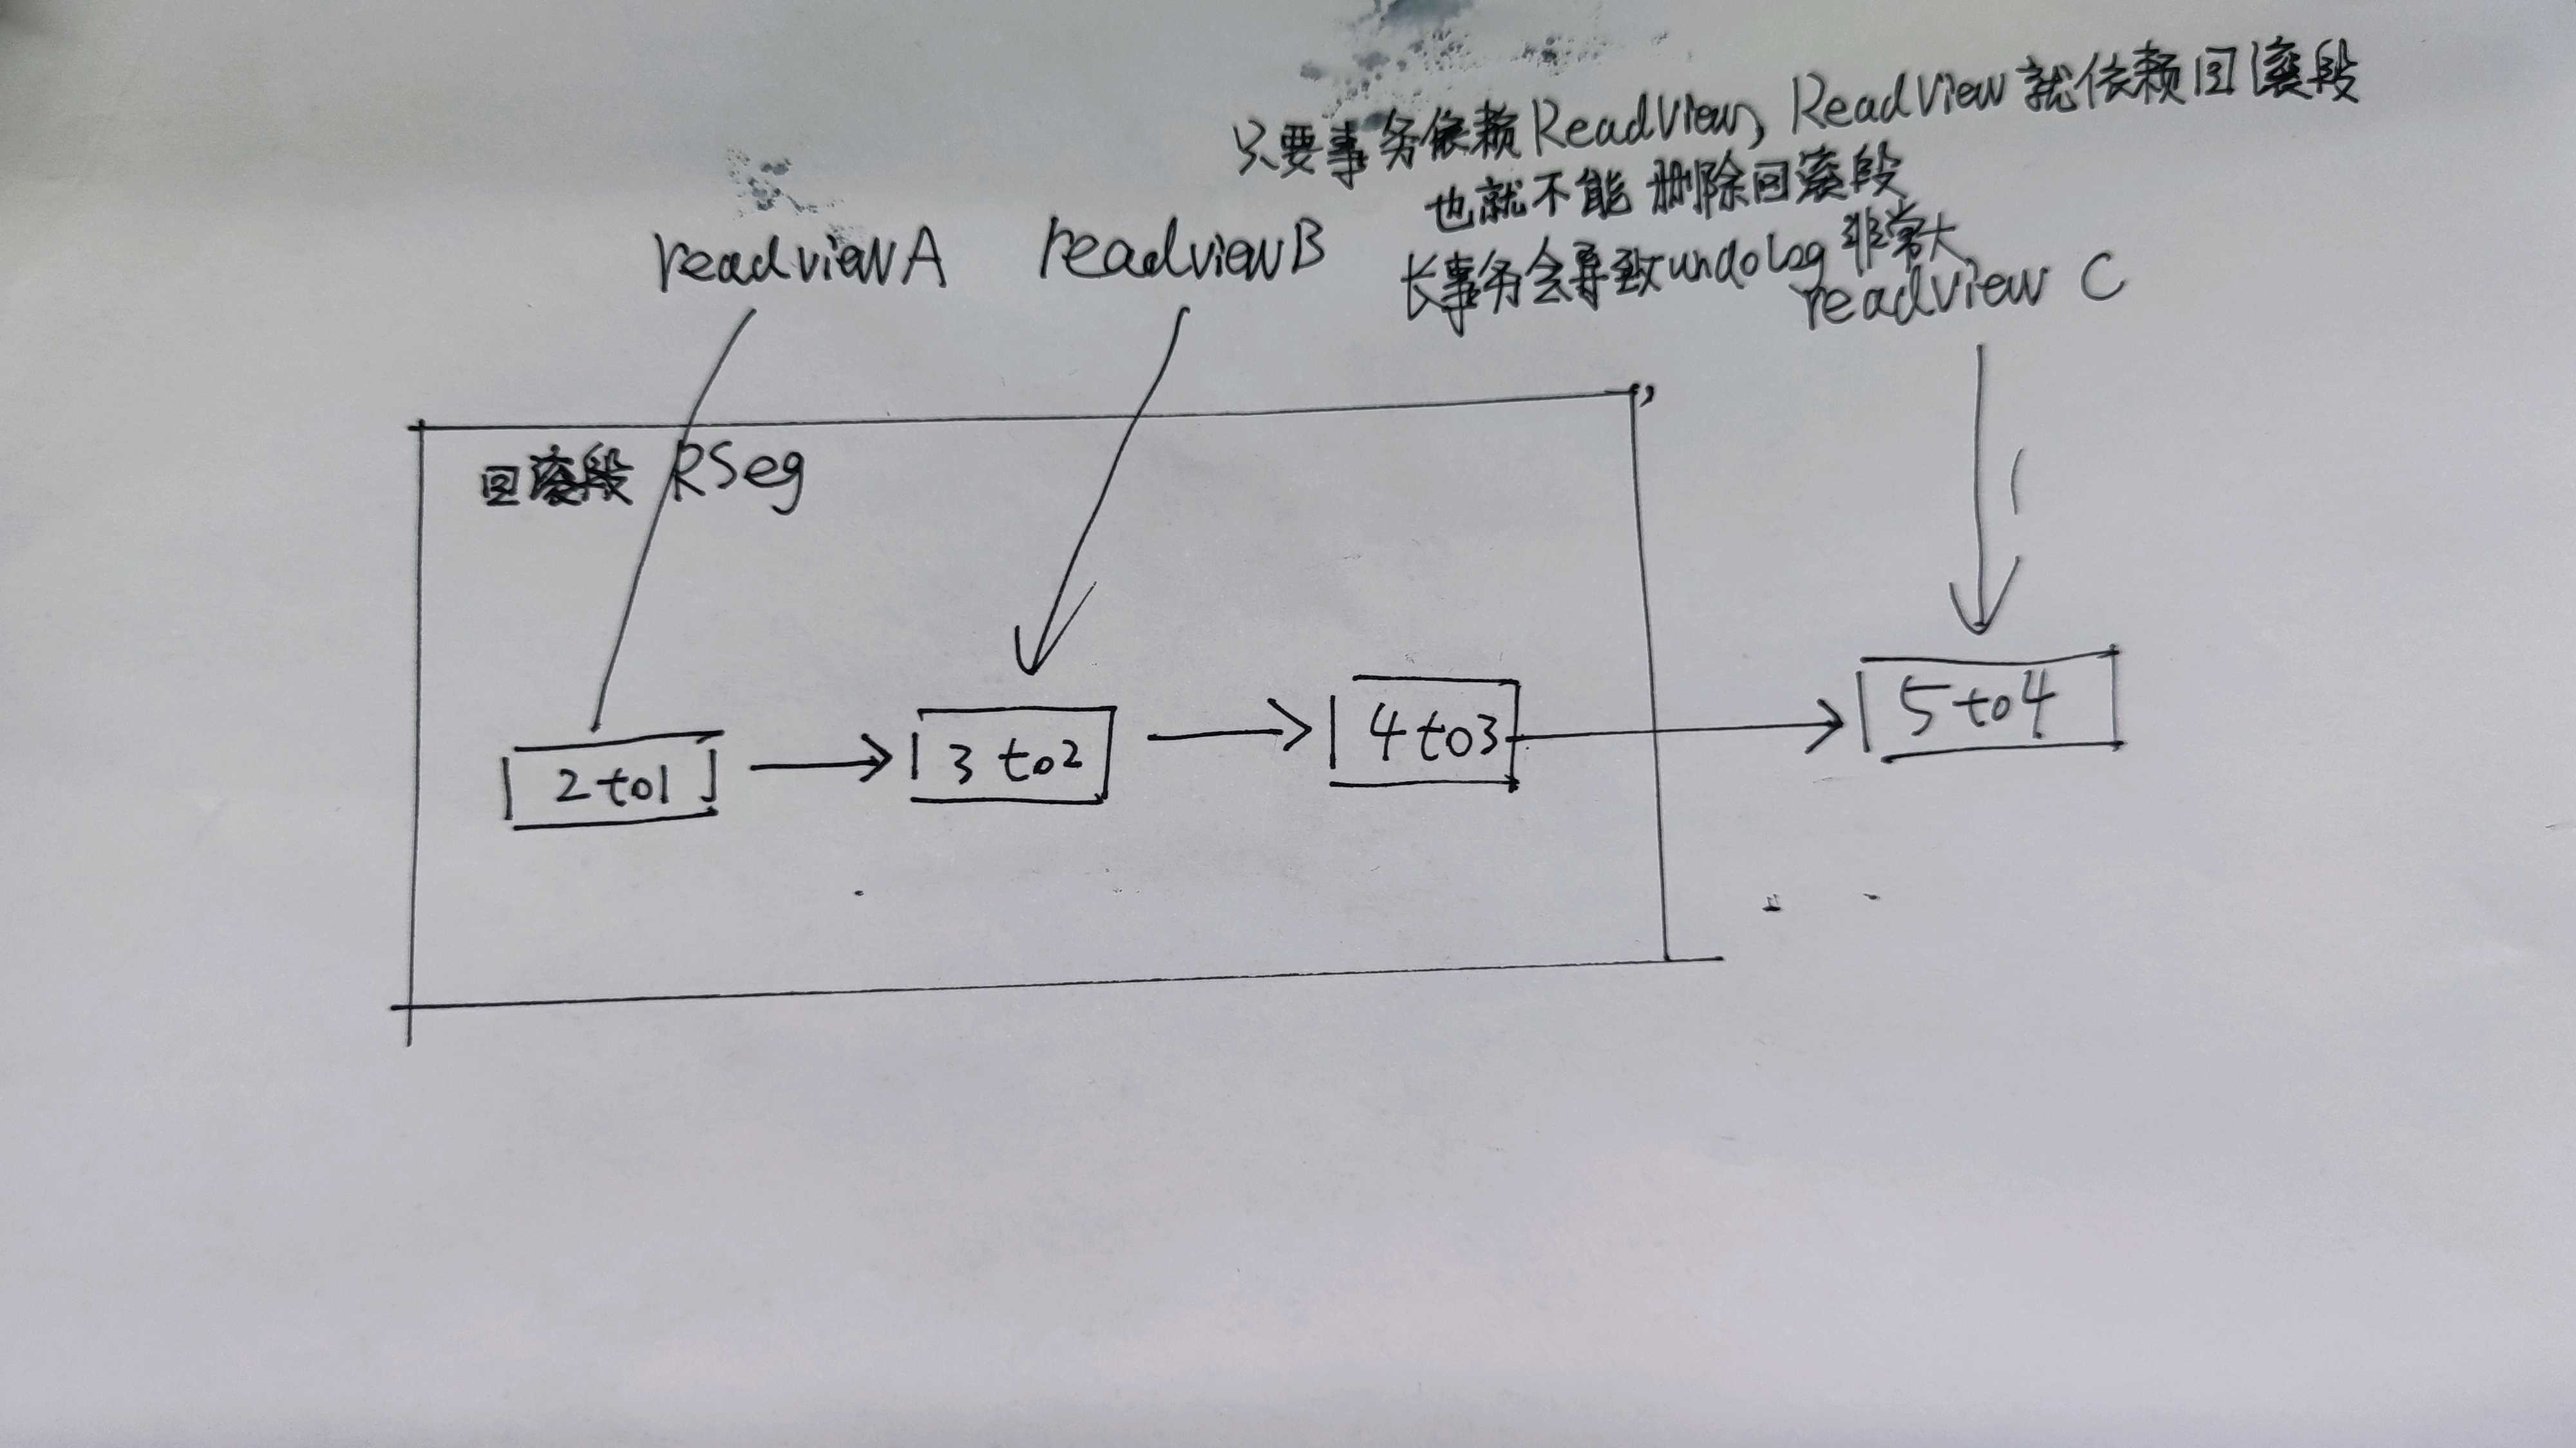 只要事务依赖ReadView, ReadView就依赖回滚段
也就不能删除回滚段
长事务会导致undolog非常大
readviewA
readviewB
readview C
回滚段 RSeg
2to1
3 to2
4to3
5to4